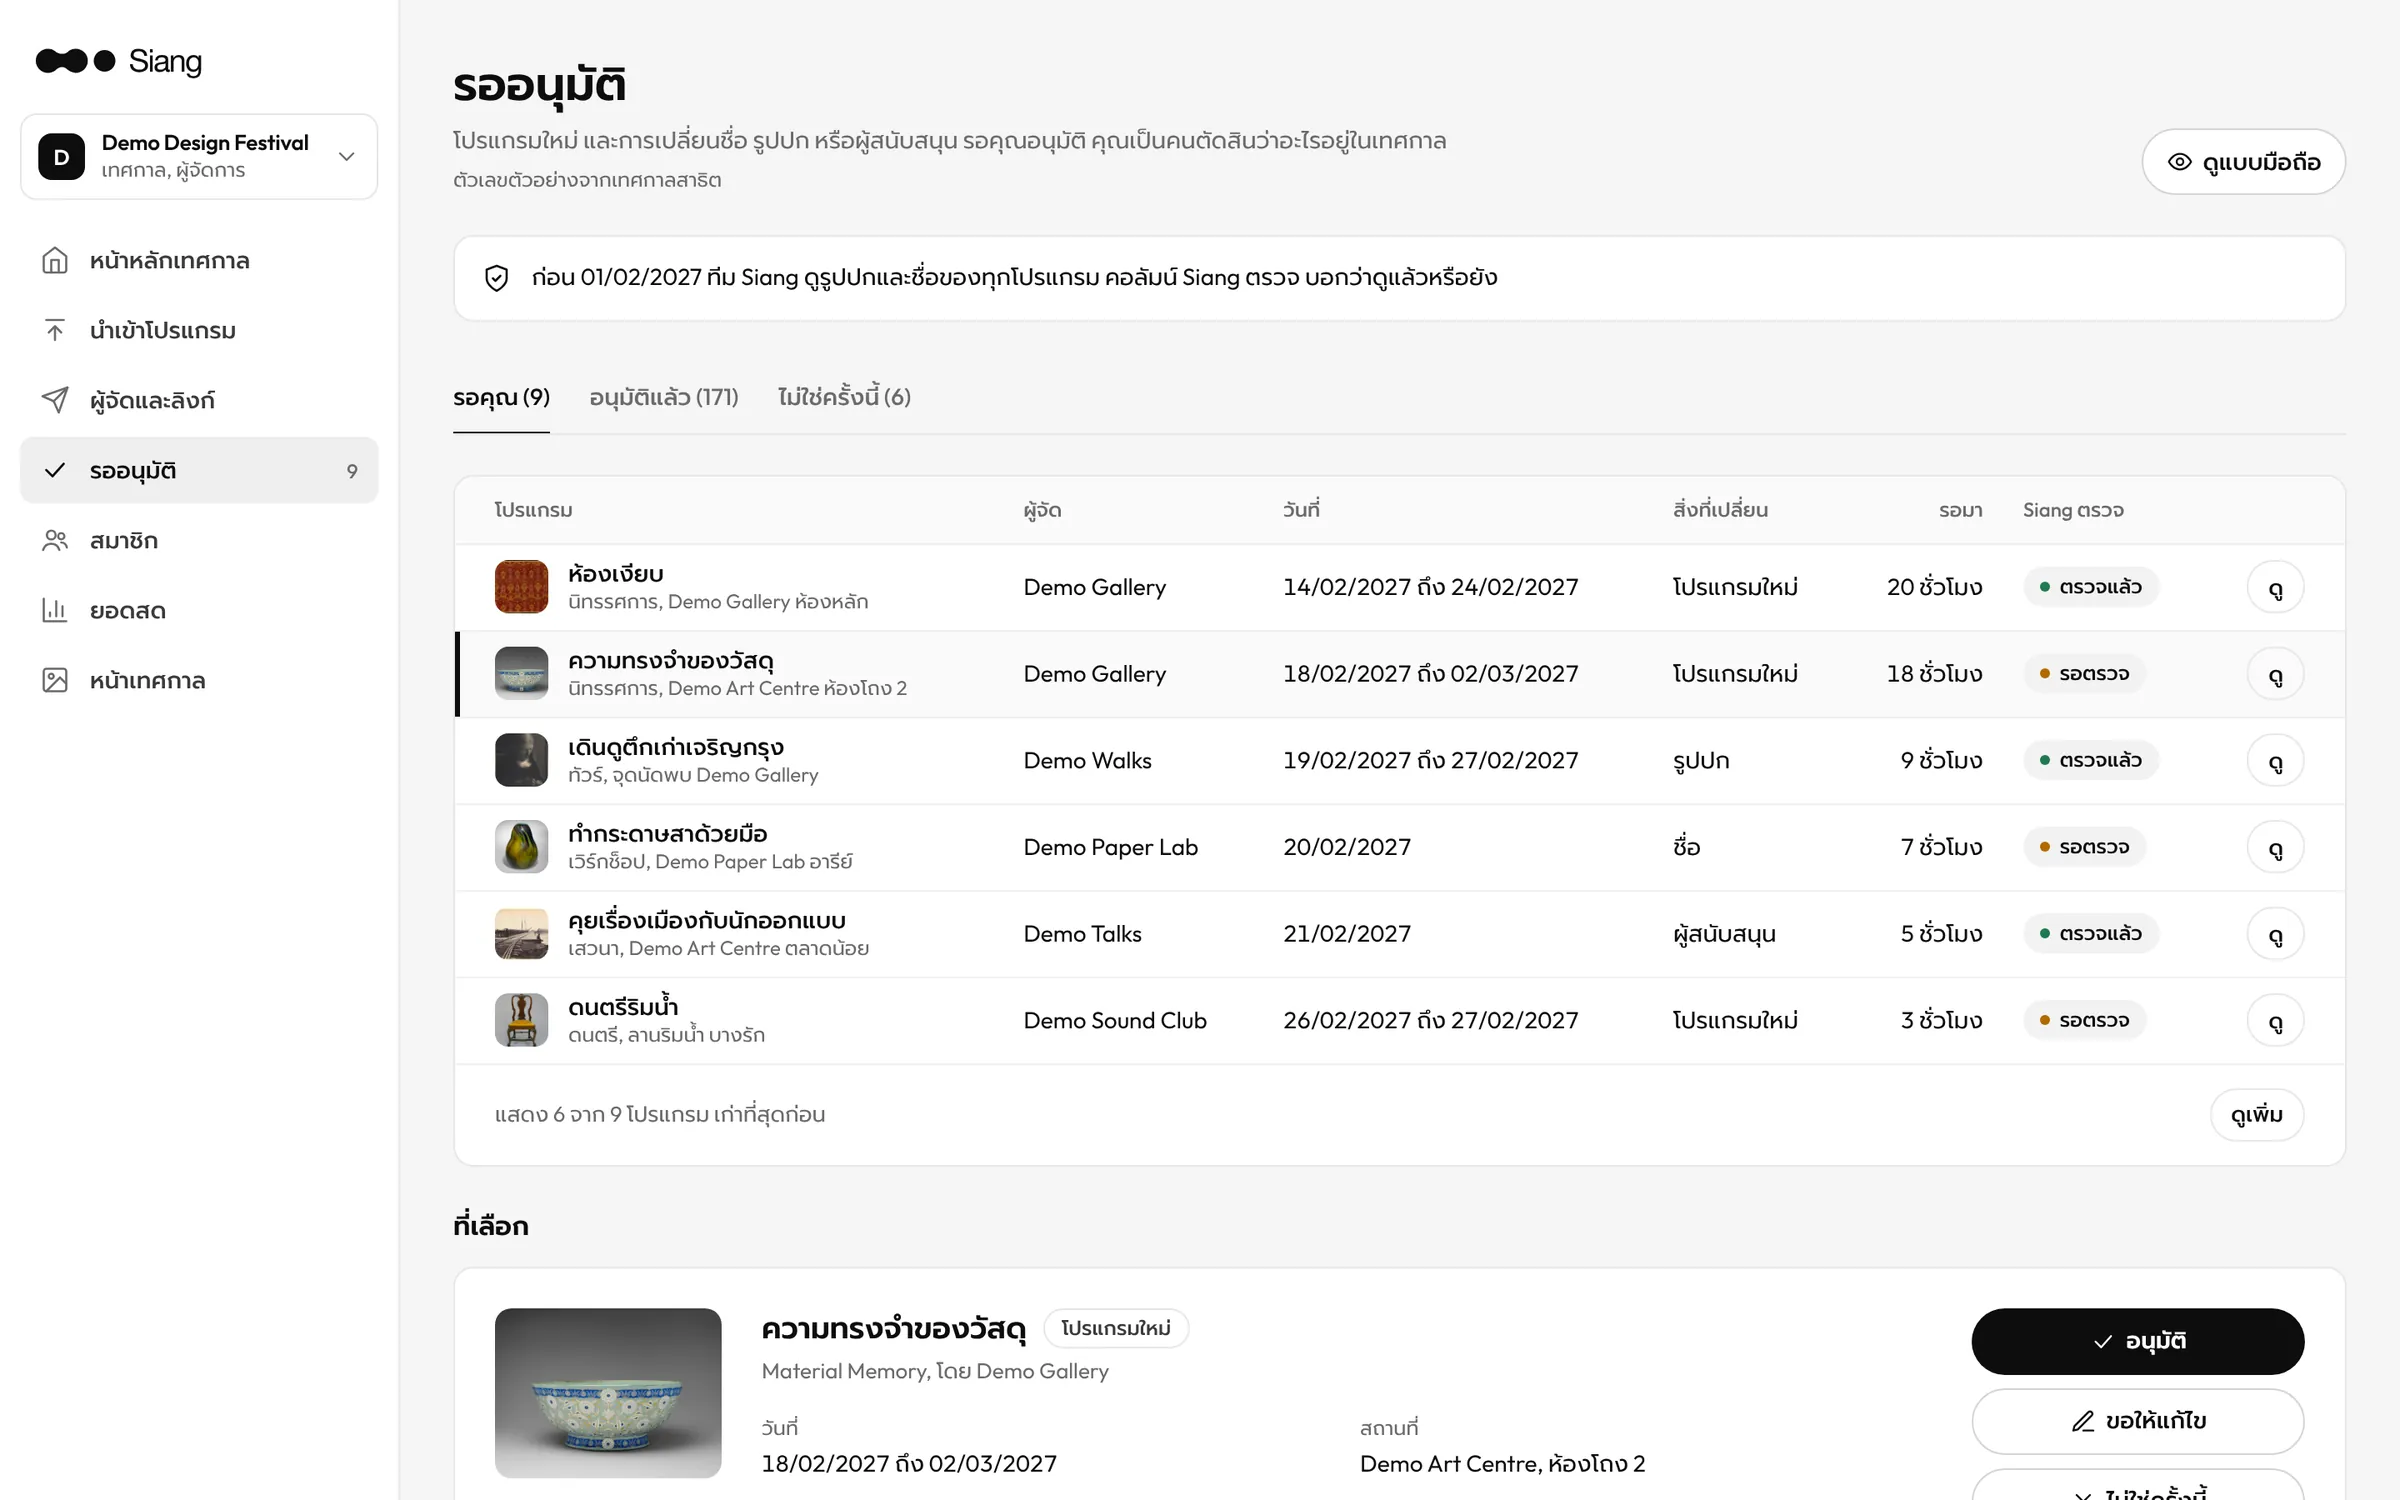 Siang
D
Demo Design Festival
เทศกาล, ผู้จัดการ
หน้าหลักเทศกาล
นำเข้าโปรแกรม
ผู้จัดและลิงก์
รออนุมัติ
9
สมาชิก
ยอดสด
หน้าเทศกาล
รออนุมัติ
โปรแกรมใหม่ และการเปลี่ยนชื่อ รูปปก หรือผู้สนับสนุน รอคุณอนุมัติ คุณเป็นคนตัดสินว่าอะไรอยู่ในเทศกาล
ตัวเลขตัวอย่างจากเทศกาลสาธิต
ดูแบบมือถือ
ก่อน 01/02/2027 ทีม Siang ดูรูปปกและชื่อของทุกโปรแกรม คอลัมน์ Siang ตรวจ บอกว่าดูแล้วหรือยัง
รอคุณ (9) อนุมัติแล้ว (171) ไม่ใช่ครั้งนี้ (6)
โปรแกรม ผู้จัด วันที่ สิ่งที่เปลี่ยน รอมา Siang ตรวจ
ห้องเงียบ
นิทรรศการ, Demo Gallery ห้องหลัก
Demo Gallery 14/02/2027 ถึง 24/02/2027 โปรแกรมใหม่ 20 ชั่วโมง ตรวจแล้ว ดู
ความทรงจำของวัสดุ
นิทรรศการ, Demo Art Centre ห้องโถง 2
Demo Gallery 18/02/2027 ถึง 02/03/2027 โปรแกรมใหม่ 18 ชั่วโมง รอตรวจ ดู
เดินดูตึกเก่าเจริญกรุง
ทัวร์, จุดนัดพบ Demo Gallery
Demo Walks 19/02/2027 ถึง 27/02/2027 รูปปก 9 ชั่วโมง ตรวจแล้ว ดู
ทำกระดาษสาด้วยมือ
เวิร์กช็อป, Demo Paper Lab อารีย์
Demo Paper Lab 20/02/2027 ชื่อ 7 ชั่วโมง รอตรวจ ดู
คุยเรื่องเมืองกับนักออกแบบ
เสวนา, Demo Art Centre ตลาดน้อย
Demo Talks 21/02/2027 ผู้สนับสนุน 5 ชั่วโมง ตรวจแล้ว ดู
ดนตรีริมน้ำ
ดนตรี, ลานริมน้ำ บางรัก
Demo Sound Club 26/02/2027 ถึง 27/02/2027 โปรแกรมใหม่ 3 ชั่วโมง รอตรวจ ดู
แสดง 6 จาก 9 โปรแกรม เก่าที่สุดก่อน
ดูเพิ่ม
ที่เลือก
ความทรงจำของวัสดุ โปรแกรมใหม่
Material Memory, โดย Demo Gallery
วันที่ สถานที่
18/02/2027 ถึง 02/03/2027 Demo Art Centre, ห้องโถง 2
อนุมัติ
ขอให้แก้ไข
ไม่ใช่ครั้งนี้